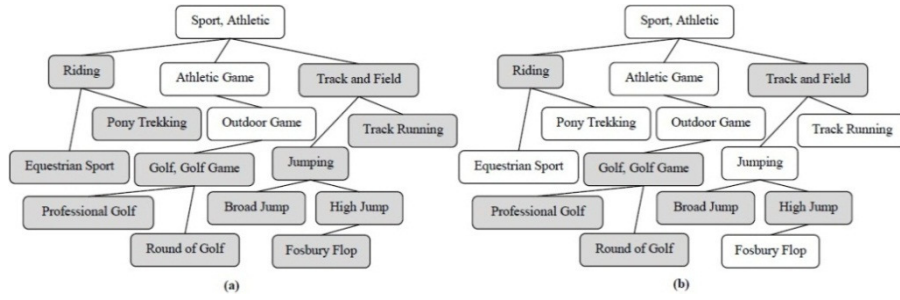 Sport, Athletic
Riding
Athletic Game
Track and Field
Pony Trekking
Outdoor Game
Track Running
Equestrian Sport
Golf, Golf Game
Jumping
Professional Golf
Broad Jump
High Jump
Round of Golf
Fosbury Flop
(a)
Sport, Athletic
Riding
Athletic Game
Track and Field
Pony Trekking
Outdoor Game
Track Running
Equestrian Sport
Golf, Golf Game
Jumping
Professional Golf
Broad Jump
High Jump
Round of Golf
Fosbury Flop
(b)